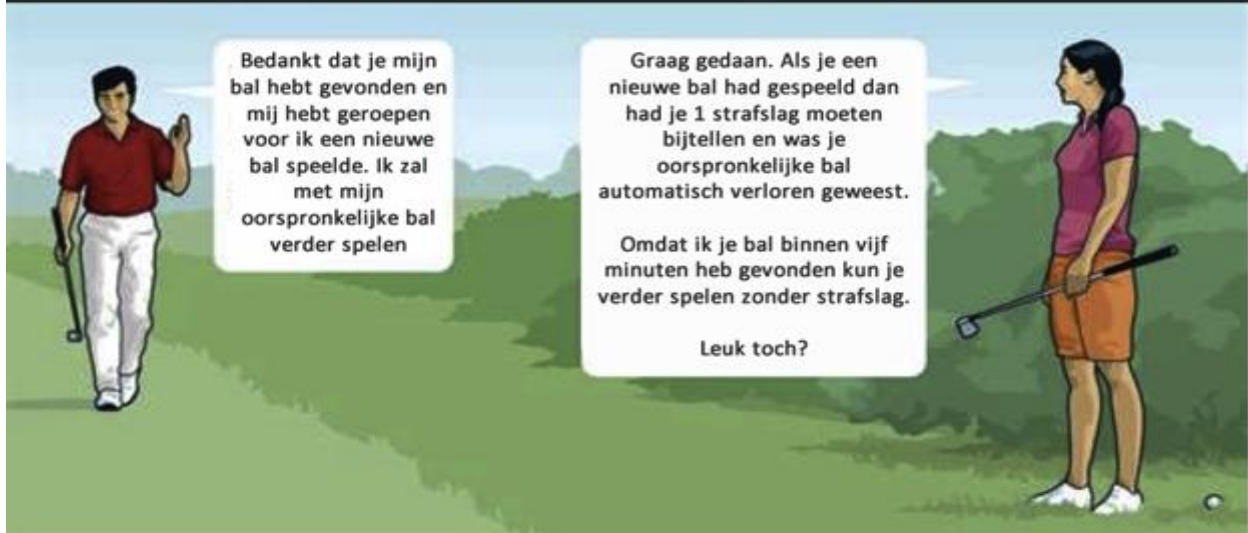 Bedankt dat je mijn
bal hebt gevonden en
mij hebt geroepen
voor ik een nieuwe
bal speelde. Ik zal
met mijn
oorspronkelijke bal
verder spelen
Graag gedaan. Als je een
nieuwe bal had gespeeld dan
had je 1 strafslag moeten
bijtellen en was je
oorspronkelijke bal
automatisch verloren geweest.
Omdat ik je bal binnen vijf
minuten heb gevonden kun je
verder spelen zonder strafslag.
Leuk toch?